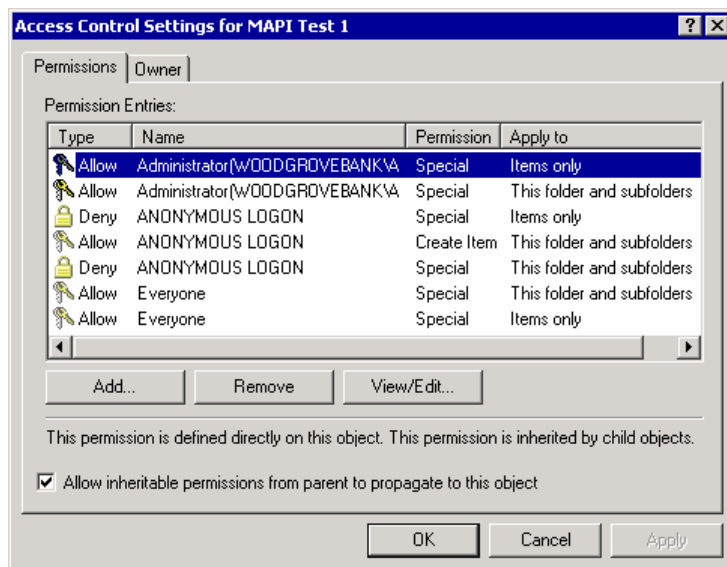 Access Control Settings for MAPI Test 1
Permissions Owner
Permission Entries:
Type Name Permission Apply to
Allow Administrator(WOODGROVEBANK\A Special Items only
Allow Administrator(WOODGROVEBANK\A Special This folder and subfolders
Deny ANONYMOUS LOGON Special Items only
Allow ANONYMOUS LOGON Create Item This folder and subfolders
Deny ANONYMOUS LOGON Special This folder and subfolders
Allow Everyone Special This folder and subfolders
Allow Everyone Special Items only
Add... Remove View/Edit...
This permission is defined directly on this object. This permission is inherited by child objects.
Allow inheritable permissions from parent to propagate to this object
OK Cancel Apply